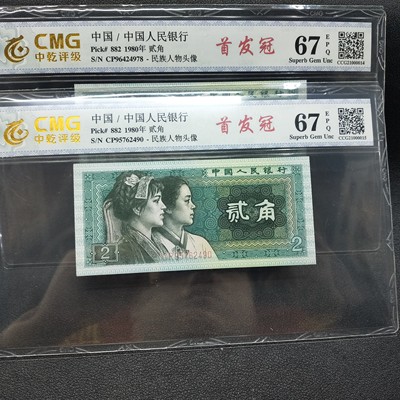 CMG
中乾评级
中国 / 中国人民银行
Pick# 882 1980年 贰角
S/N CP96424978 - 民族人物头像
首发冠
67 EPQ
Superb Gem Unc
CMG
中乾评级
中国 / 中国人民银行
Pick# 882 1980年 贰角
S/N CP95762490 - 民族人物头像
首发冠
67 EPQ
Superb Gem Unc
中国人民银行
贰角
2
2